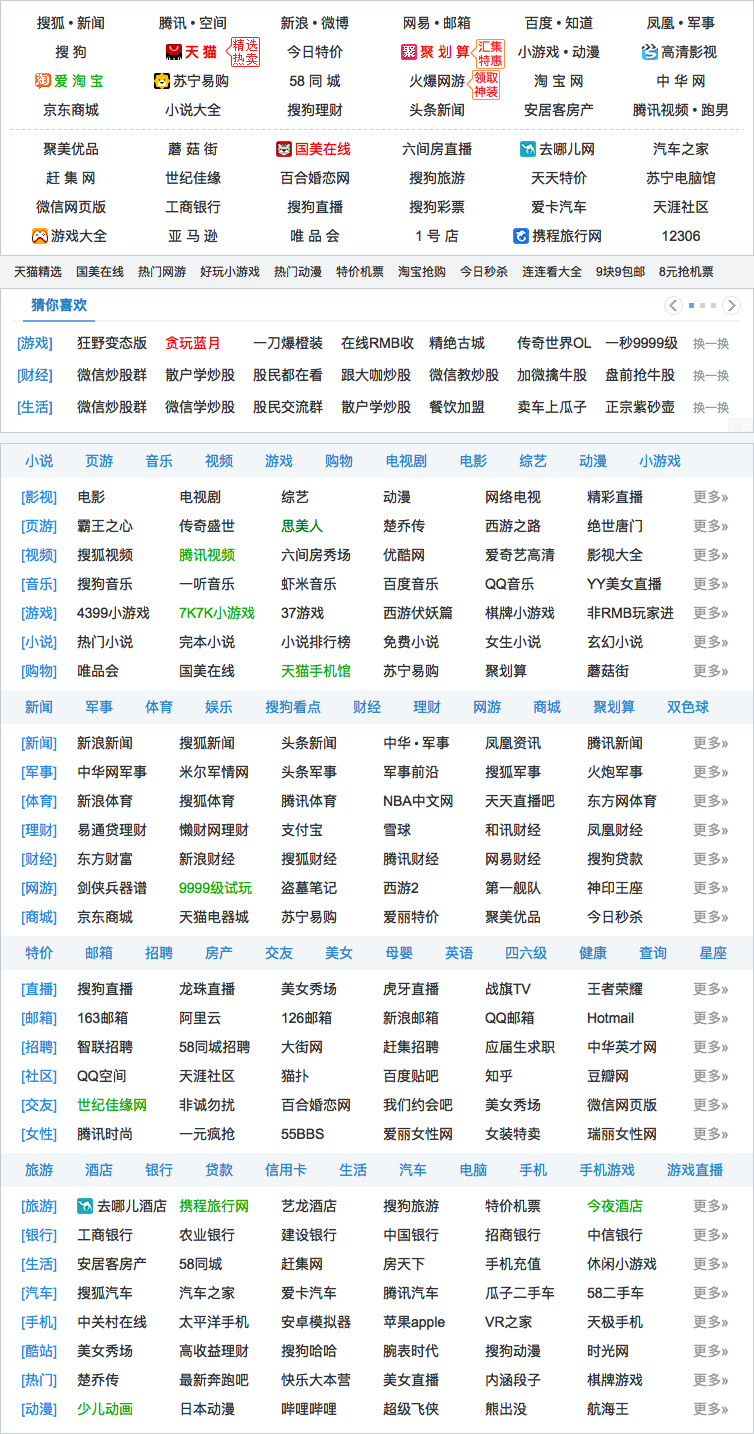 搜狐 • 新闻 腾讯 • 空间 新浪 • 微博 网易 • 邮箱 百度 • 知道 凤凰 • 军事
搜 狗 天 猫 精选热卖 今日特价 聚 聚 划 算 汇集特惠 小游戏 • 动漫 高清影视
淘 爱 淘 宝 苏宁易购 58 同 城 火爆网游 领取神装 淘 宝 网 中 华 网
京东商城 小说大全 搜狗理财 头条新闻 安居客房产 腾讯视频 • 跑男
聚美优品 蘑 菇 街 国美在线 六间房直播 去哪儿网 汽车之家
赶 集 网 世纪佳缘 百合婚恋网 搜狗旅游 天天特价 苏宁电脑馆
微信网页版 工商银行 搜狗直播 搜狗彩票 爱卡汽车 天涯社区
游戏大全 亚 马 逊 唯 品 会 1 号 店 携程旅行网 12306
天猫精选 国美在线 热门网游 好玩小游戏 热门动漫 特价机票 淘宝抢购 今日秒杀 连连看大全 9块9包邮 8元抢机票
猜你喜欢
[游戏] 狂野变态版 贪玩蓝月 一刀爆橙装 在线RMB收 精绝古城 传奇世界OL 一秒9999级 换一换
[财经] 微信炒股群 散户学炒股 股民都在看 跟大咖炒股 微信教炒股 加微擒牛股 盘前抢牛股 换一换
[生活] 微信炒股群 微信学炒股 股民交流群 散户学炒股 餐饮加盟 卖车上瓜子 正宗紫砂壶 换一换
小说 页游 音乐 视频 游戏 购物 电视剧 电影 综艺 动漫 小游戏
[影视] 电影 电视剧 综艺 动漫 网络电视 精彩直播 更多»
[页游] 霸王之心 传奇盛世 思美人 楚乔传 西游之路 绝世唐门 更多»
[视频] 搜狐视频 腾讯视频 六间房秀场 优酷网 爱奇艺高清 影视大全 更多»
[音乐] 搜狗音乐 一听音乐 虾米音乐 百度音乐 QQ音乐 YY美女直播 更多»
[游戏] 4399小游戏 7K7K小游戏 37游戏 西游伏妖篇 棋牌小游戏 非RMB玩家进 更多»
[小说] 热门小说 完本小说 小说排行榜 免费小说 女生小说 玄幻小说 更多»
[购物] 唯品会 国美在线 天猫手机馆 苏宁易购 聚划算 蘑菇街 更多»
新闻 军事 体育 娱乐 搜狗看点 财经 理财 网游 商城 聚划算 双色球
[新闻] 新浪新闻 搜狐新闻 头条新闻 中华 • 军事 凤凰资讯 腾讯新闻 更多»
[军事] 中华网军事 米尔军情网 头条军事 军事前沿 搜狐军事 火炮军事 更多»
[体育] 新浪体育 搜狐体育 腾讯体育 NBA中文网 天天直播吧 东方网体育 更多»
[理财] 易通贷理财 懒财网理财 支付宝 雪球 和讯财经 凤凰财经 更多»
[财经] 东方财富 新浪财经 搜狐财经 腾讯财经 网易财经 搜狗贷款 更多»
[网游] 剑侠兵器谱 9999级试玩 盗墓笔记 西游2 第一舰队 神印王座 更多»
[商城] 京东商城 天猫电器城 苏宁易购 爱丽特价 聚美优品 今日秒杀 更多»
特价 邮箱 招聘 房产 交友 美女 母婴 英语 四六级 健康 查询 星座
[直播] 搜狗直播 龙珠直播 美女秀场 虎牙直播 战旗TV 王者荣耀 更多»
[邮箱] 163邮箱 阿里云 126邮箱 新浪邮箱 QQ邮箱 Hotmail 更多»
[招聘] 智联招聘 58同城招聘 大街网 赶集招聘 应届生求职 中华英才网 更多»
[社区] QQ空间 天涯社区 猫扑 百度贴吧 知乎 豆瓣网 更多»
[交友] 世纪佳缘网 非诚勿扰 百合婚恋网 我们约会吧 美女秀场 微信网页版 更多»
[女性] 腾讯时尚 一元疯抢 55BBS 爱丽女性网 女装特卖 瑞丽女性网 更多»
旅游 酒店 银行 贷款 信用卡 生活 汽车 电脑 手机 手机游戏 游戏直播
[旅游] 去哪儿酒店 携程旅行网 艺龙酒店 搜狗旅游 特价机票 今夜酒店 更多»
[银行] 工商银行 农业银行 建设银行 中国银行 招商银行 中信银行 更多»
[生活] 安居客房产 58同城 赶集网 房天下 手机充值 休闲小游戏 更多»
[汽车] 搜狐汽车 汽车之家 爱卡汽车 腾讯汽车 瓜子二手车 58二手车 更多»
[手机] 中关村在线 太平洋手机 安卓模拟器 苹果apple VR之家 天极手机 更多»
[酷站] 美女秀场 高收益理财 搜狗哈哈 腕表时代 搜狗动漫 时光网 更多»
[热门] 楚乔传 最新奔跑吧 快乐大本营 美女直播 内涵段子 棋牌游戏 更多»
[动漫] 少儿动画 日本动漫 哔哩哔哩 超级飞侠 熊出没 航海王 更多»